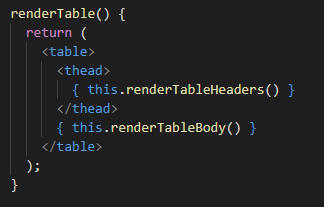 renderTable() {
  return (
    <table>
      <thead>
        { this.renderTableHeaders() }
      </thead>
      { this.renderTableBody() }
    </table>
  );
}